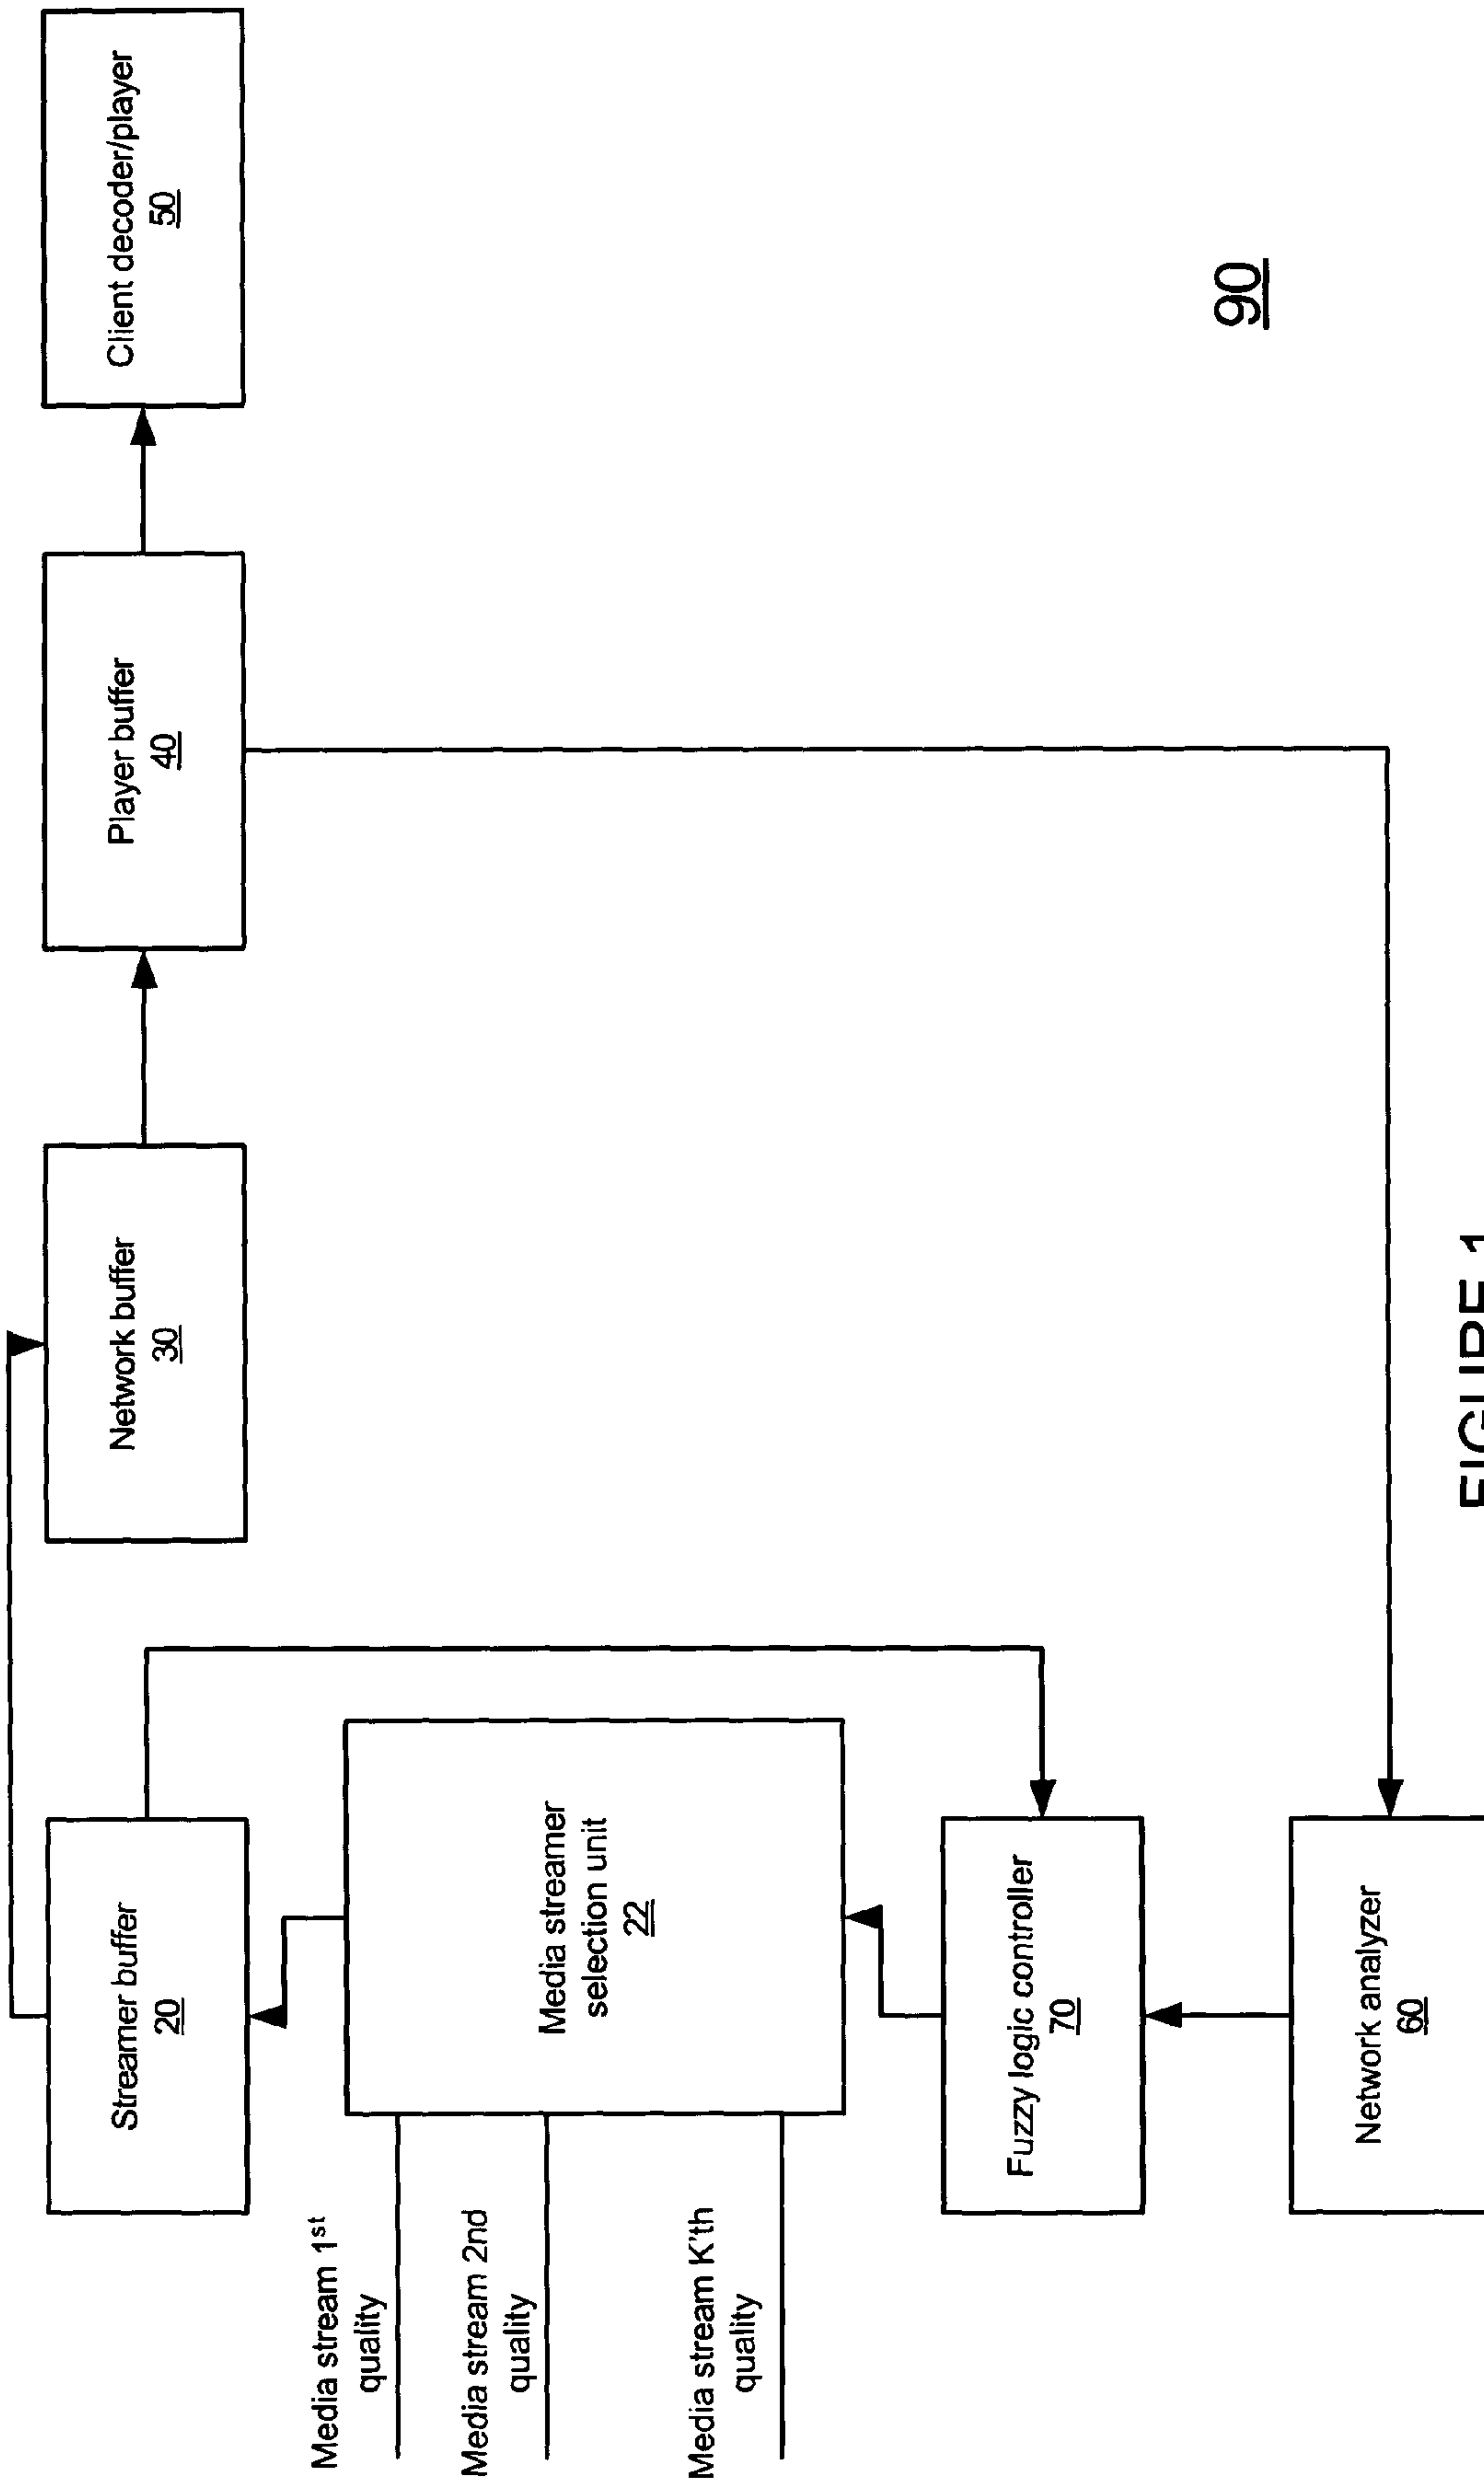 Streamer buffer
20
Network buffer
30
Player buffer
40
Client decoder/player
50
Media stream 1st
quality
Media stream 2nd
quality
Media stream K'th
quality
Media streamer
selection unit
22
Fuzzy logic controller
70
Network analyzer
60
90
FIGURE 1